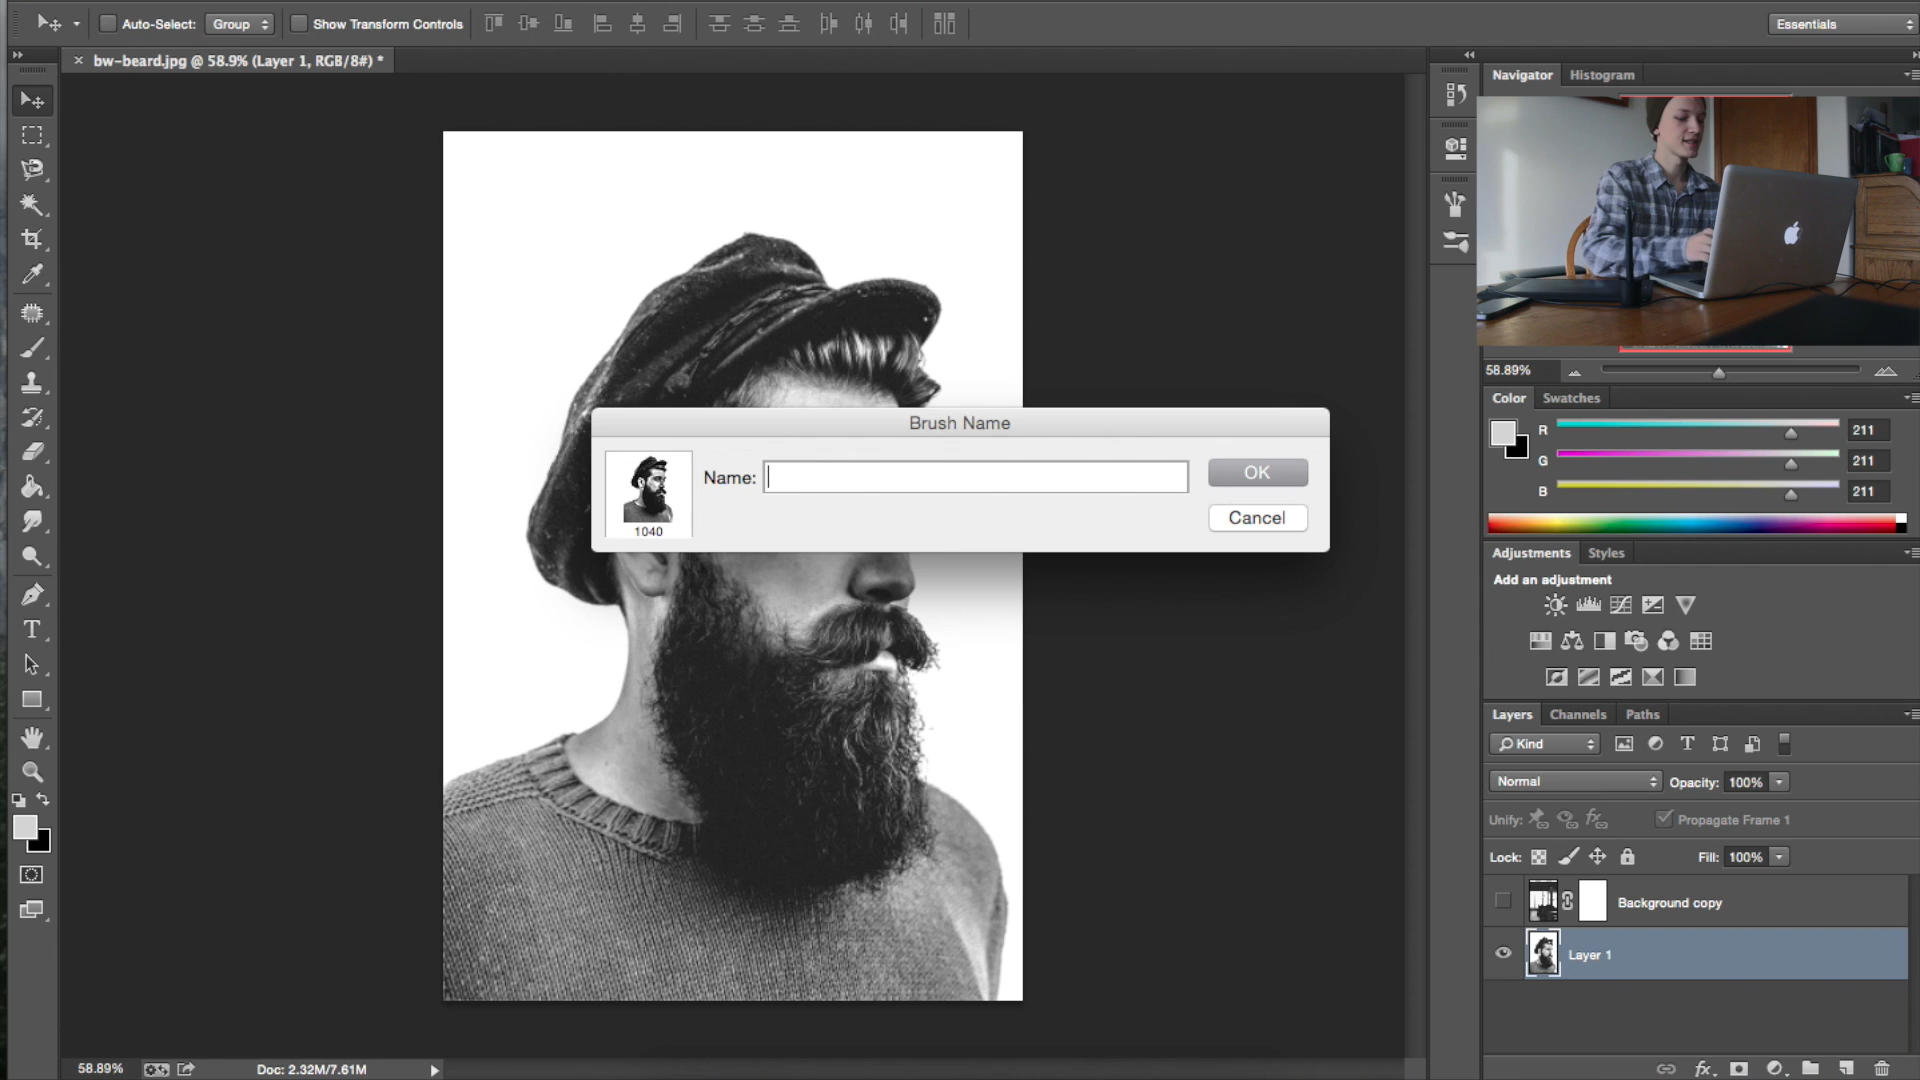 Auto-Select: Group Show Transform Controls Essentials
× bw-beard.jpg @ 58.9% (Layer 1, RGB/8#) *
Navigator Histogram
58.89%
Color Swatches
R 211
G 211
B 211
Brush Name
Name: OK
Cancel
1040
Adjustments Styles
Add an adjustment
T
Layers Channels Paths
Kind T
Normal Opacity: 100%
Unify: fx Propagate Frame 1
Lock: Fill: 100%
Background copy
Layer 1
58.89% Doc: 2.32M/7.61M fx